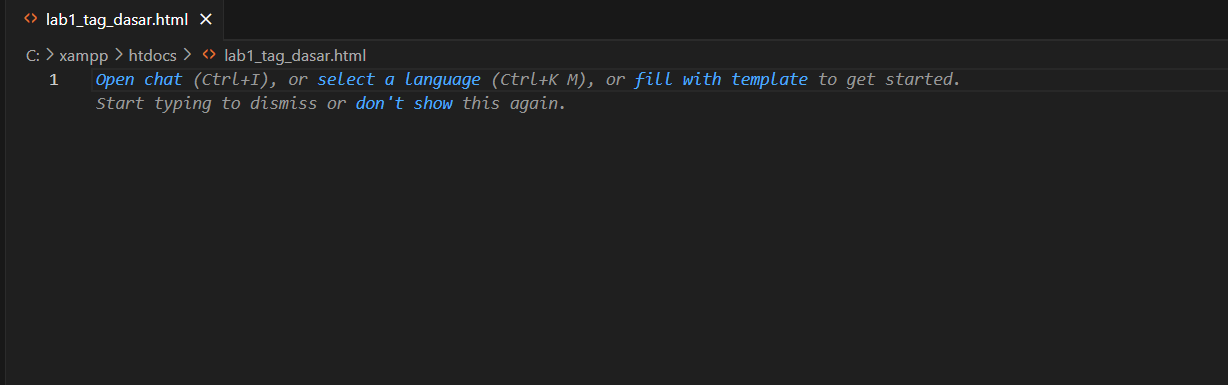 lab1_tag_dasar.html
C: > xampp > htdocs > lab1_tag_dasar.html
1 Open chat (Ctrl+I), or select a language (Ctrl+K M), or fill with template to get started.
Start typing to dismiss or don't show this again.